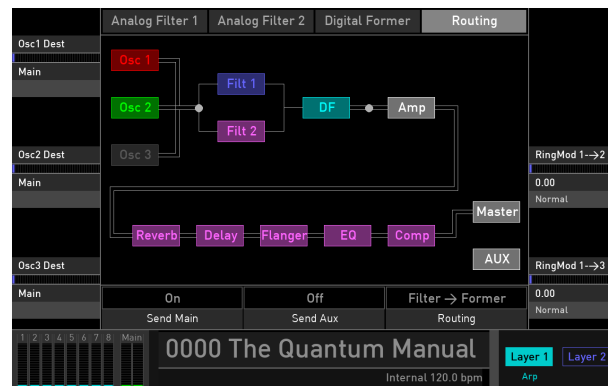 Analog Filter 1 Analog Filter 2 Digital Former Routing
Osc1 Dest
Main
Osc 1
Filt 1
Osc 2 DF Amp
Filt 2
Osc2 Dest Osc 3 RingMod 1-→2
Main 0.00
Normal
Master
Reverb Delay Flanger EQ Comp
AUX
Osc3 Dest RingMod 1-→3
Main On Off Filter → Former 0.00
Send Main Send Aux Routing Normal
1 2 3 4 5 6 7 8 Main
0000 The Quantum Manual
Layer 1 Layer 2
Internal 120.0 bpm Arp